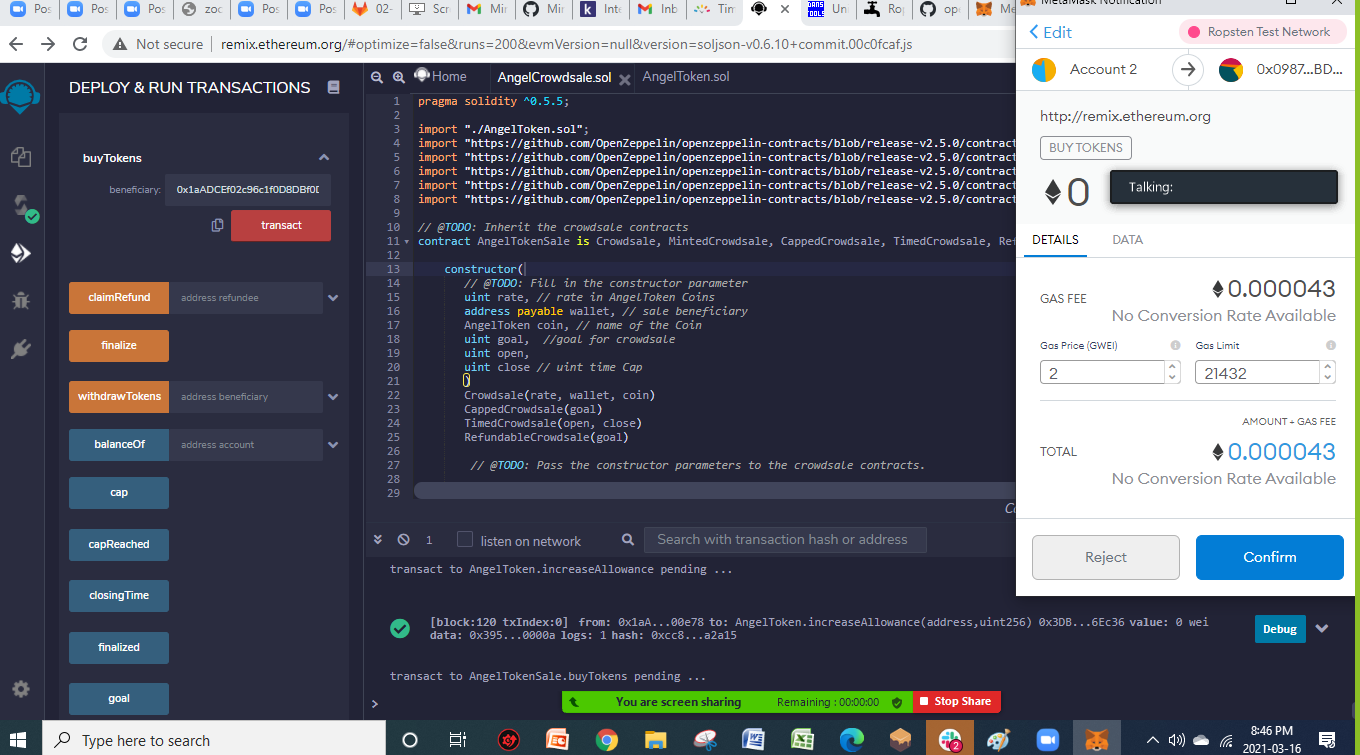 Pos
Pos
Pos
zoc
Pos
Pos
02-
Scr
Mir
Mir
Inte
Inb
Tim
Un
Rop
ope
Me
Not secure | remix.ethereum.org/#optimize=false&runs=200&evmVersion=null&version=soljson-v0.6.10+commit.00c0fcaf.js
DEPLOY & RUN TRANSACTIONS
buyTokens
beneficiary: 0x1aADCEf02c96c1f0D8DBf0D
transact
claimRefund address refundee
finalize
withdrawTokens address beneficiary
balanceOf address account
cap
capReached
closingTime
finalized
goal
Home AngelCrowdsale.sol AngelToken.sol
1 pragma solidity ^0.5.5;
2
3 import "./AngelToken.sol";
4 import "https://github.com/OpenZeppelin/openzeppelin-contracts/blob/release-v2.5.0/contract
5 import "https://github.com/OpenZeppelin/openzeppelin-contracts/blob/release-v2.5.0/contract
6 import "https://github.com/OpenZeppelin/openzeppelin-contracts/blob/release-v2.5.0/contract
7 import "https://github.com/OpenZeppelin/openzeppelin-contracts/blob/release-v2.5.0/contract
8 import "https://github.com/OpenZeppelin/openzeppelin-contracts/blob/release-v2.5.0/contract
9
10 // @TODO: Inherit the crowdsale contracts
11 contract AngelTokenSale is Crowdsale, MintedCrowdsale, CappedCrowdsale, TimedCrowdsale, Ref
12
13 constructor(
14 // @TODO: Fill in the constructor parameter
15 uint rate, // rate in AngelToken Coins
16 address payable wallet, // sale beneficiary
17 AngelToken coin, // name of the Coin
18 uint goal, //goal for crowdsale
19 uint open,
20 uint close // uint time Cap
21 )
22 Crowdsale(rate, wallet, coin)
23 CappedCrowdsale(goal)
24 TimedCrowdsale(open, close)
25 RefundableCrowdsale(goal)
26
27 // @TODO: Pass the constructor parameters to the crowdsale contracts.
28
29
1 listen on network Search with transaction hash or address
transact to AngelToken.increaseAllowance pending ...
[block:120 txIndex:0] from: 0x1aA...00e78 to: AngelToken.increaseAllowance(address,uint256) 0x3DB...6Ec36 value: 0 wei
data: 0x395...0000a logs: 1 hash: 0xcc8...a2a15
Debug
transact to AngelTokenSale.buyTokens pending ...
>
You are screen sharing Remaining : 00:00:00 Stop Share
MetaMask Notification
Edit Ropsten Test Network
Account 2 0x0987...BD...
http://remix.ethereum.org
BUY TOKENS
0
Talking:
DETAILS DATA
GAS FEE 0.000043
No Conversion Rate Available
Gas Price (GWEI) Gas Limit
2 21432
AMOUNT + GAS FEE
TOTAL 0.000043
No Conversion Rate Available
Reject Confirm
Type here to search
2
8:46 PM
2021-03-16